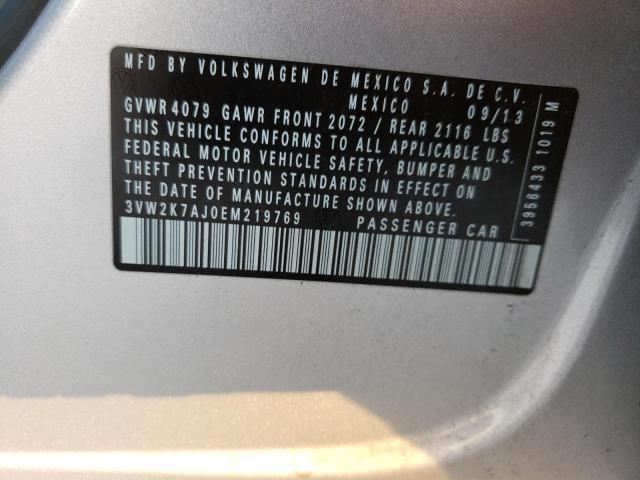 MFD BY VOLKSWAGEN DE MEXICO S.A. DE C.V.
MEXICO 09/13
GVWR 4079 GAWR FRONT 2072 / REAR 2116 LBS
THIS VEHICLE CONFORMS TO ALL APPLICABLE U.S.
FEDERAL MOTOR VEHICLE SAFETY, BUMPER AND
THEFT PREVENTION STANDARDS IN EFFECT ON
THE DATE OF MANUFACTURE SHOWN ABOVE.
3VW2K7AJ0EM219769 PASSENGER CAR
3966493 1019 M